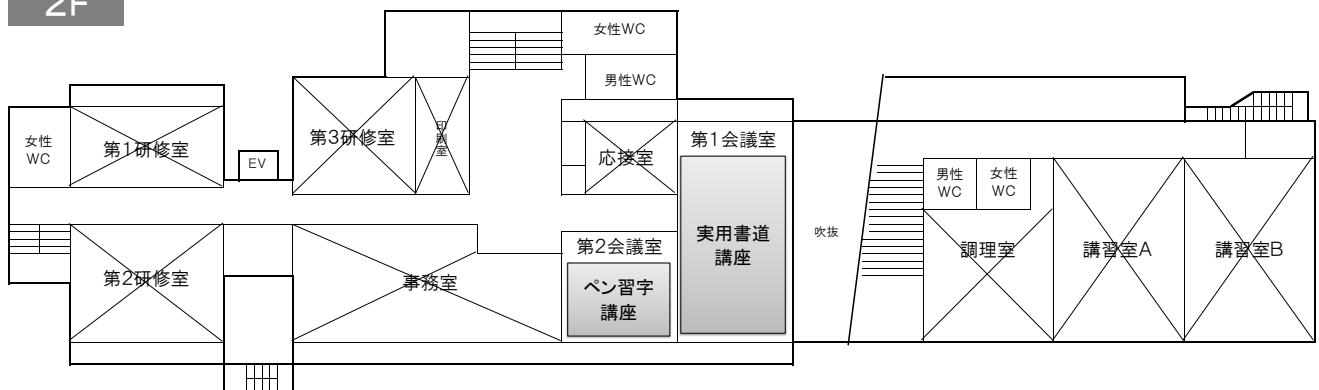 2F
女性WC
男性WC
女性
WC
第1研修室
EV
第3研修室
印刷室
応接室
第1会議室
実用書道
講座
第2会議室
ペン習字
講座
第2研修室
事務室
吹抜
男性
WC
女性
WC
調理室
講習室A
講習室B